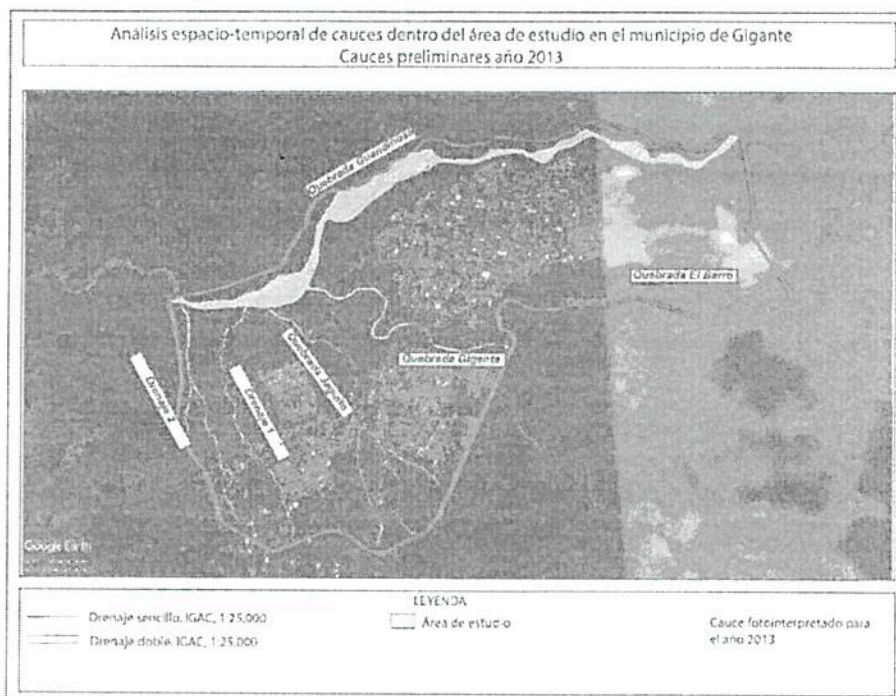 Análisis espacio-temporal de cauces dentro del área de estudio en el municipio de Gigante
Cauces preliminares año 2013
Quebrada
Quebrada El Barro
Quebrada Gigante
Quebrada
Drenaje 1
Drenaje 2
Google Earth
LEYENDA
Drenaje sencillo, IGAC, 1:25.000
Drenaje doble, IGAC, 1:25.000
Área de estudio
Cauce fotointerpretado para
el año 2013